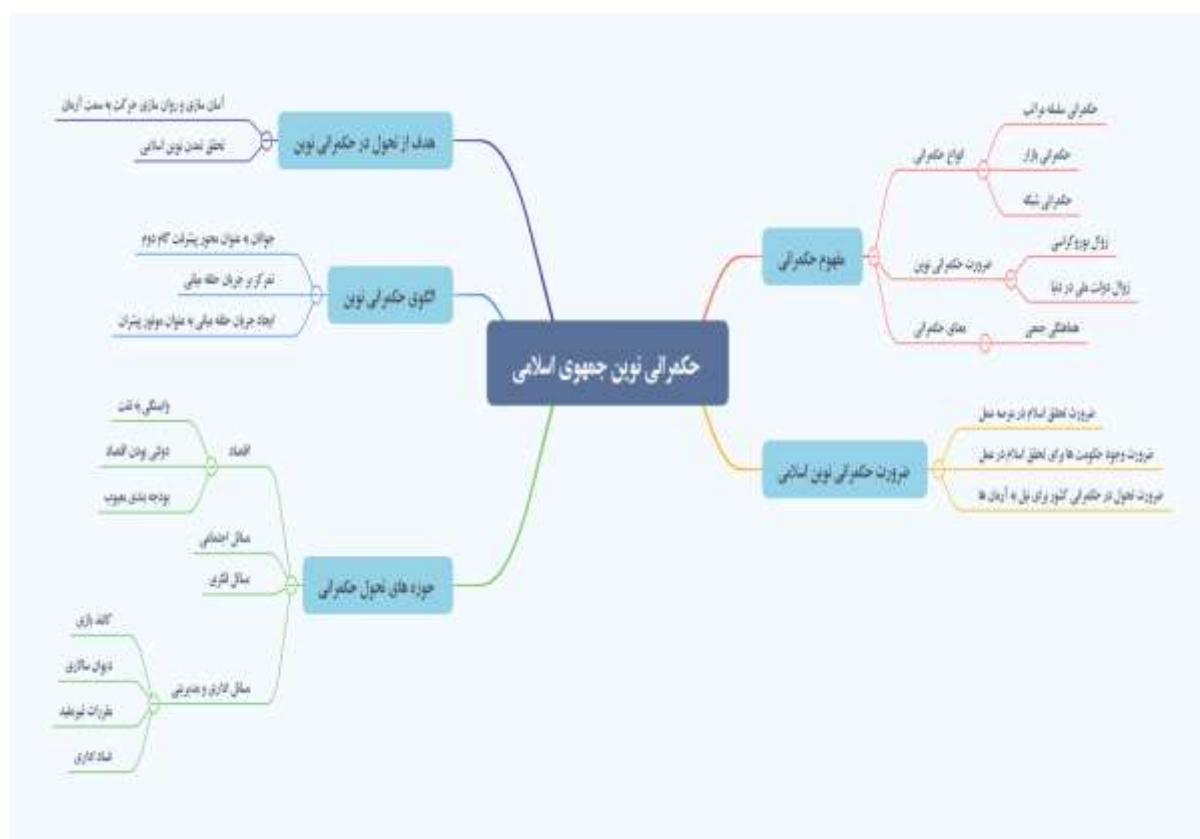 حکمرانی نوین جمهوی اسلامی
مفهوم حکمرانی
انواع حکمرانی
حکمرانی سلسله مراتب
حکمرانی بازار
حکمرانی شبکه
ضرورت حکمرانی نوین
زوال بوروکراسی
زوال دولت ملی در دنیا
معنای حکمرانی
هماهنگی جمعی
ضرورت حکمرانی نوین اسلامی
ضرورت تحقق اسلام در عرصه عمل
ضرورت وجود حکومت ها برای تحقق اسلام در عمل
ضرورت تحول در حکمرانی کشور برای نیل به آرمان ها
هدف از تحول در حکمرانی نوین
آسان سازی و روان سازی حرکت به سمت آرمان
تحقق تمدن نوین اسلامی
الگوی حکمرانی نوین
جوانان به عنوان محور پیشرفت گام دوم
تمرکز بر جریان حلقه میانی
ایجاد جریان حلقه میانی به عنوان موتور پیشران
حوزه های تحول حکمرانی
اقتصاد
وابستگی به نفت
دولتی بودن اقتصاد
بودجه بندی معیوب
مسائل اجتماعی
مسائل فکری
مسائل اداری و مدیریتی
کاغذ بازی
دیوان سالاری
مقررات غیرمفید
فساد اداری